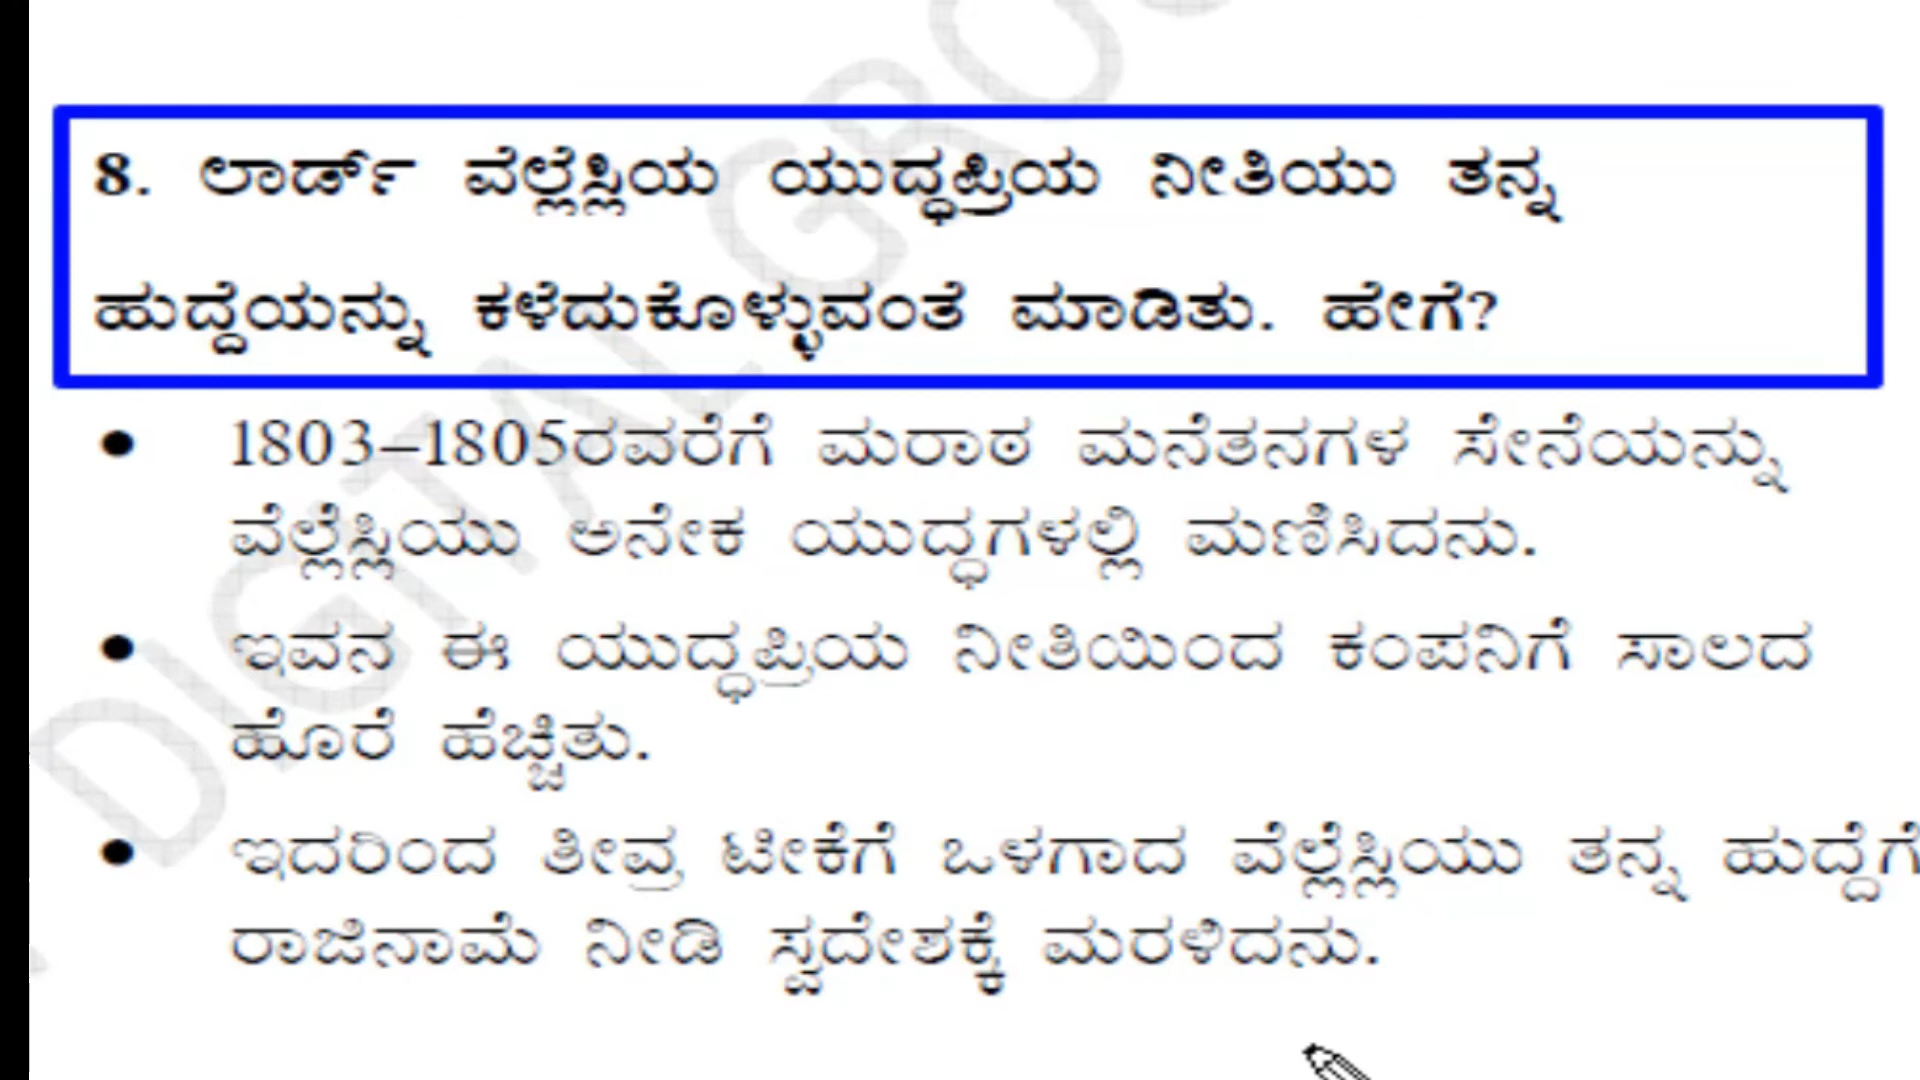 8. ಲಾರ್ಡ್ ವೆಲ್ಲೆಸ್ಲಿಯ ಯುದ್ಧಪ್ರಿಯ ನೀತಿಯು ತನ್ನ
ಹುದ್ದೆಯನ್ನು ಕಳೆದುಕೊಳ್ಳುವಂತೆ ಮಾಡಿತು. ಹೇಗೆ?
• 1803–1805ರವರೆಗೆ ಮರಾಠ ಮನೆತನಗಳ ಸೇನೆಯನ್ನು
ವೆಲ್ಲೆಸ್ಲಿಯು ಅನೇಕ ಯುದ್ಧಗಳಲ್ಲಿ ಮಣಿಸಿದನು.
• ಇವನ ಈ ಯುದ್ಧಪ್ರಿಯ ನೀತಿಯಿಂದ ಕಂಪನಿಗೆ ಸಾಲದ
ಹೊರೆ ಹೆಚ್ಚಿತು.
• ಇದರಿಂದ ತೀವ್ರ ಟೀಕೆಗೆ ಒಳಗಾದ ವೆಲ್ಲೆಸ್ಲಿಯು ತನ್ನ ಹುದ್ದೆಗೆ
ರಾಜಿನಾಮೆ ನೀಡಿ ಸ್ವದೇಶಕ್ಕೆ ಮರಳಿದನು.
DIGITAL